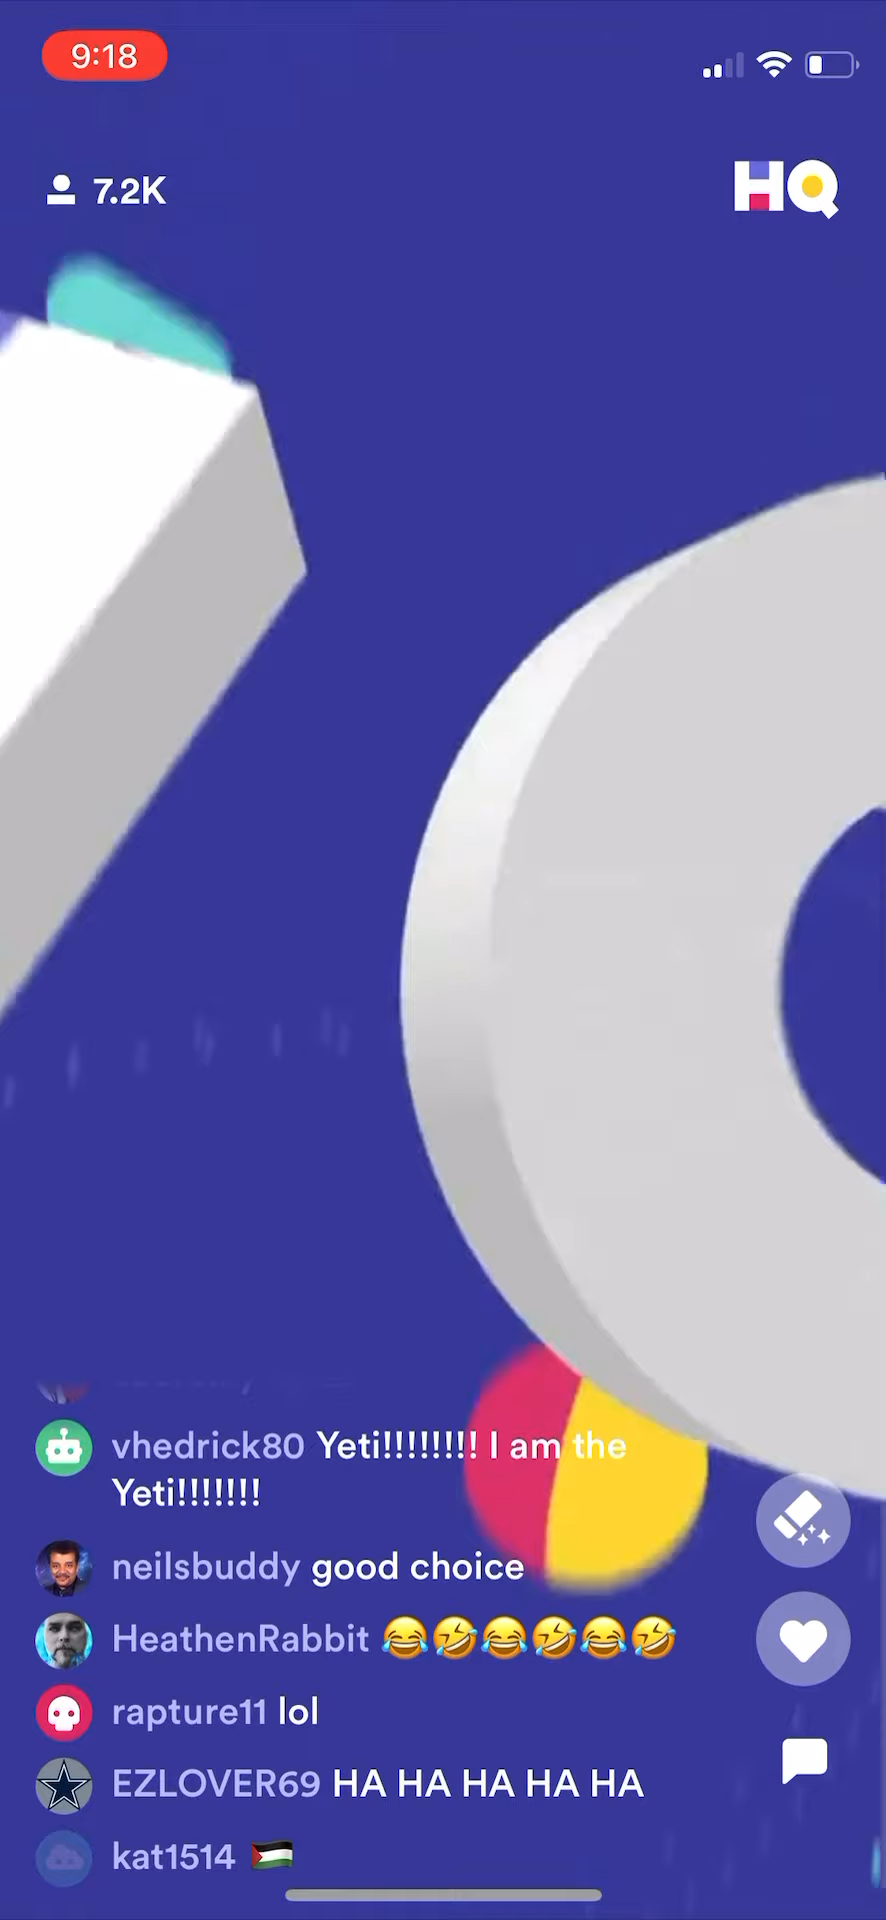 9:18
7.2K
HQ
vhedrick80 Yeti!!!!!!!! I am the
Yeti!!!!!!!
neilsbuddy good choice
HeathenRabbit 😂🤣😂🤣😂🤣
rapture11 lol
EZLOVER69 HA HA HA HA HA
kat1514 🇵🇸